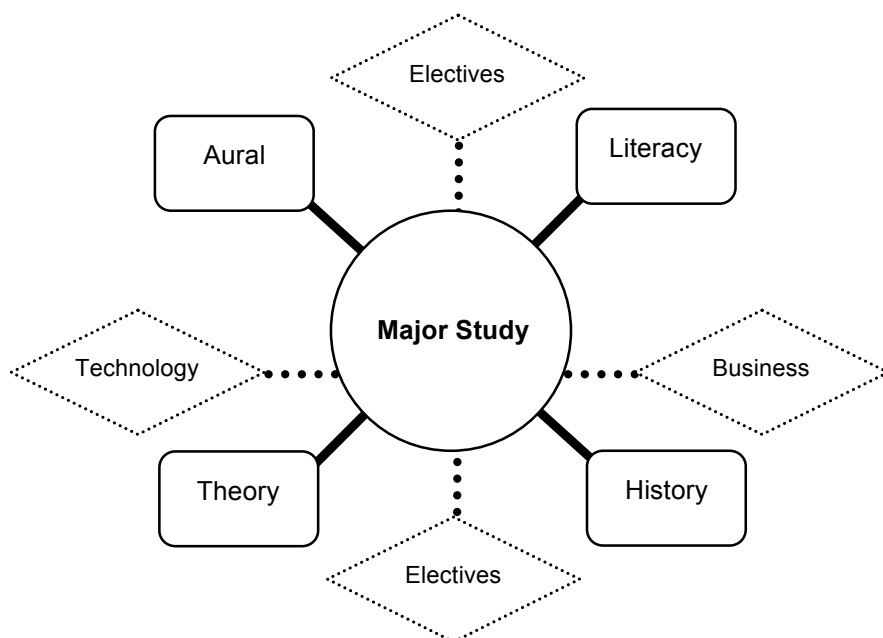 Electives
Aural
Literacy
Major Study
Technology
Business
Theory
History
Electives